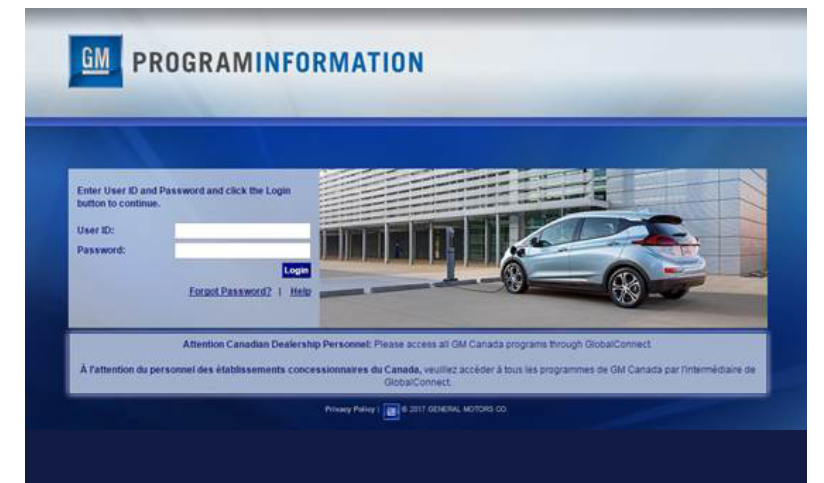 GM PROGRAMINFORMATION
Enter User ID and Password and click the Login
button to continue.
User ID:
Password:
Login
Forgot Password? | Help
Attention Canadian Dealership Personnel: Please access all GM Canada programs through GlobalConnect.
À l'attention du personnel des établissements concessionnaires du Canada, veuillez accéder à tous les programmes de GM Canada par l'intermédiaire de
GlobalConnect.
Privacy Policy | GM © 2017 GENERAL MOTORS CO.